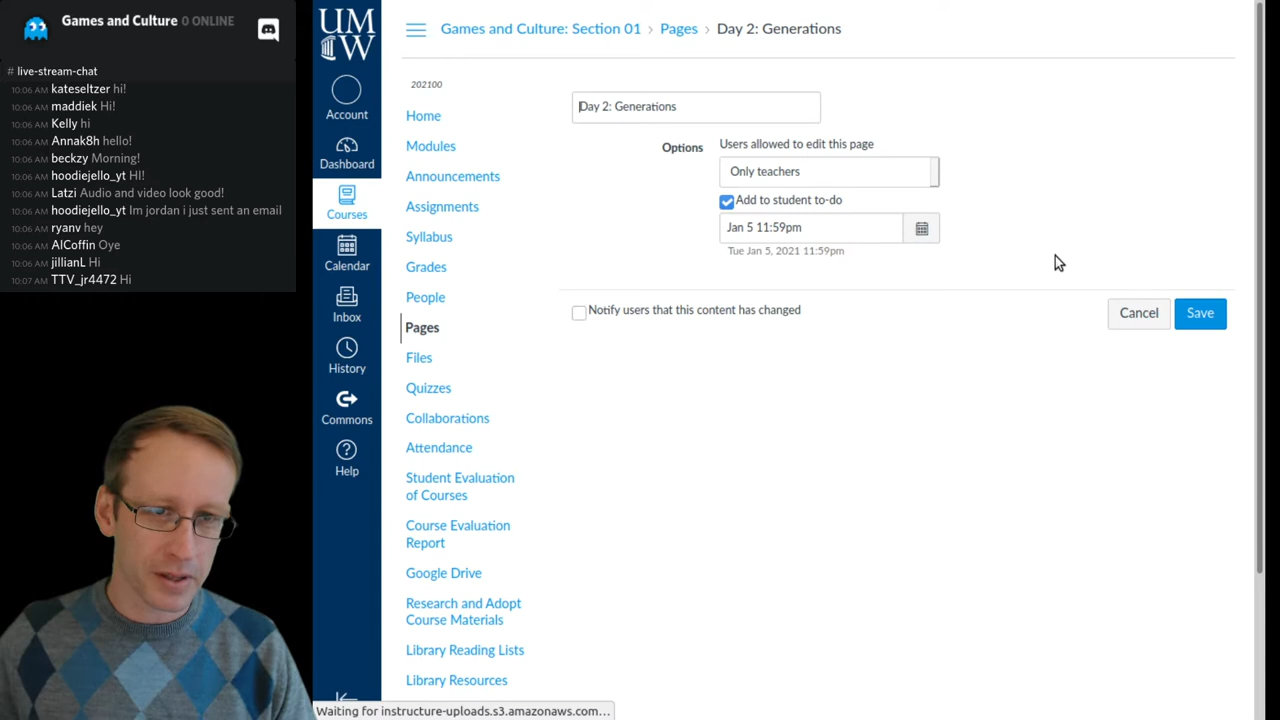 Games and Culture 0 ONLINE
# live-stream-chat
10:06 AM kateseltzer hi!
10:06 AM maddiek Hi!
10:06 AM Kelly hi
10:06 AM Annak8h hello!
10:06 AM beckzy Morning!
10:06 AM hoodiejello_yt HI!
10:06 AM Latzi Audio and video look good!
10:06 AM hoodiejello_yt Im jordan i just sent an email
10:06 AM ryanv hey
10:06 AM AlCoffin Oye
10:06 AM jillianL Hi
10:07 AM TTV_jr4472 Hi
UM
W
Account
Dashboard
Courses
Calendar
Inbox
History
Commons
Help
Games and Culture: Section 01 > Pages > Day 2: Generations
202100
Home
Modules
Announcements
Assignments
Syllabus
Grades
People
Pages
Files
Quizzes
Collaborations
Attendance
Student Evaluation
of Courses
Course Evaluation
Report
Google Drive
Research and Adopt
Course Materials
Library Reading Lists
Library Resources
Day 2: Generations
Options
Users allowed to edit this page
Only teachers
Add to student to-do
Jan 5 11:59pm
Tue Jan 5, 2021 11:59pm
Notify users that this content has changed
Cancel
Save
Waiting for instructure-uploads.s3.amazonaws.com...